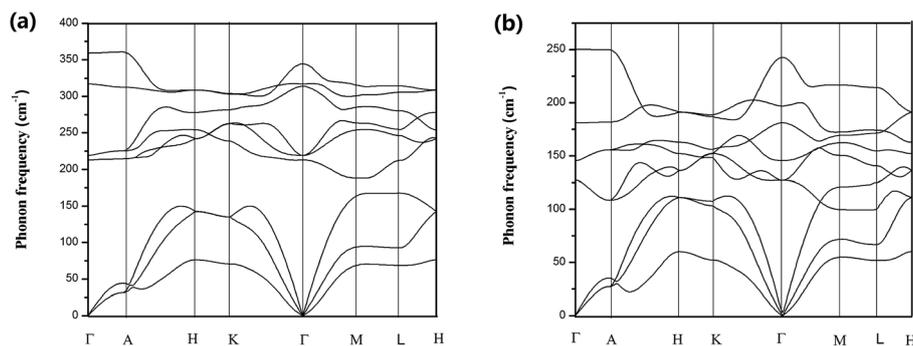 (a)
Phonon frequency (cm⁻¹)
400
350
300
250
200
150
100
50
0
Γ A H K Γ M L H
(b)
Phonon frequency (cm⁻¹)
250
200
150
100
50
0
Γ A H K Γ M L H